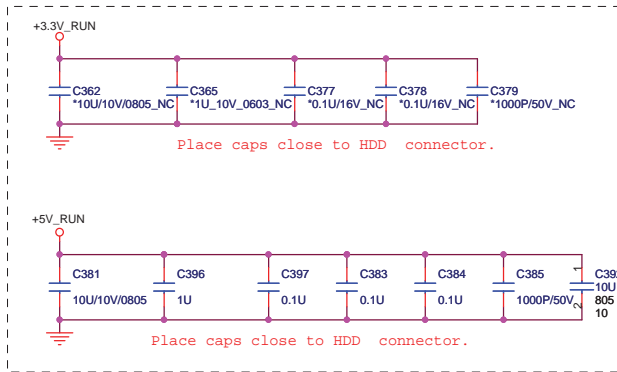 +3.3V_RUN
C362
*10U/10V/0805_NC
C365
*1U_10V_0603_NC
C377
*0.1U/16V_NC
C378
*0.1U/16V_NC
C379
*1000P/50V_NC
Place caps close to HDD connector.
+5V_RUN
C381
10U/10V/0805
C396
1U
C397
0.1U
C383
0.1U
C384
0.1U
C385
1000P/50V
1
2
10U
805
10
Place caps close to HDD connector.